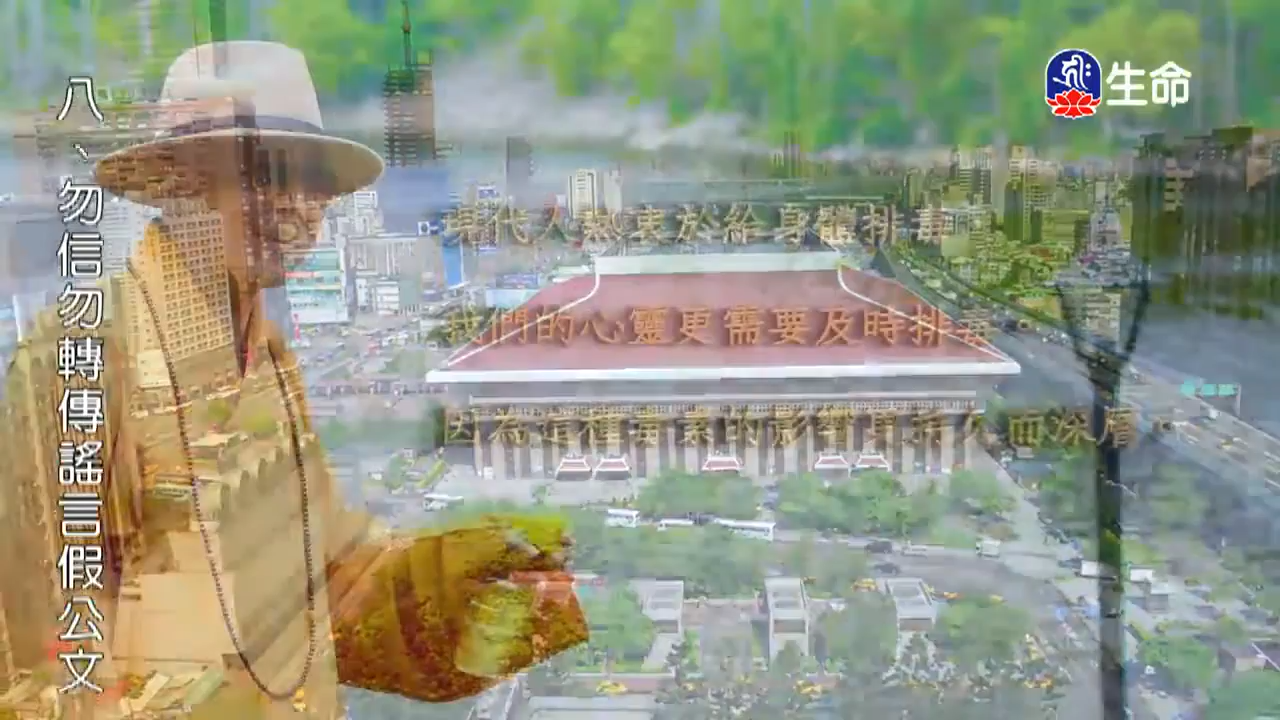 八、勿信勿轉傳謠言假公文
生命
現代人熱衷於給身體排毒
我們的心靈更需要及時排毒。
因為這種毒素的影響更持久而深層。